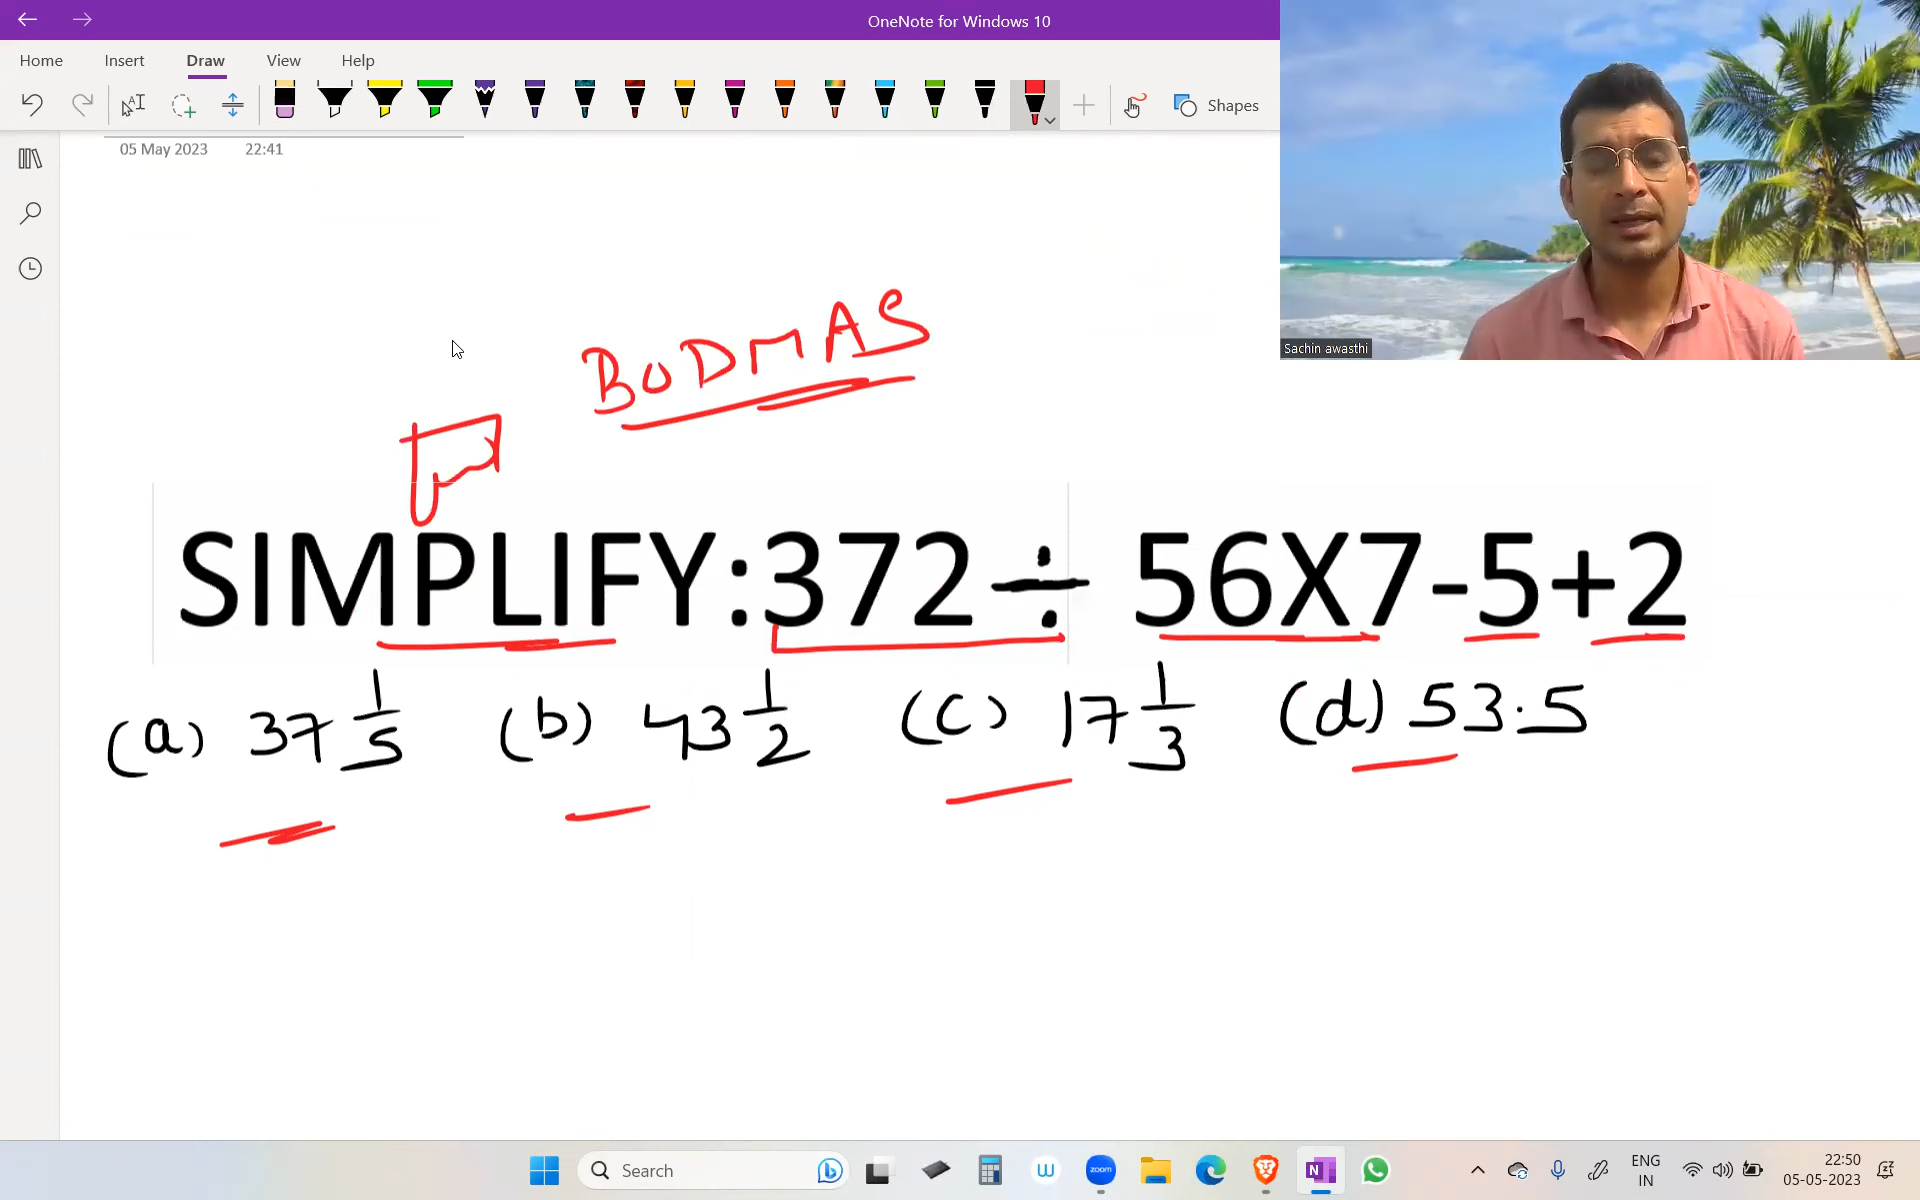 OneNote for Windows 10
Home Insert Draw View Help
Shapes
05 May 2023 22:41
Sachin awasthi
BODMAS
SIMPLIFY:372÷ 56X7-5+2
(a) 37 1/5 (b) 43 1/2 (c) 17 1/3 (d) 53.5
Search
zoom
ENG
IN
22:50
05-05-2023